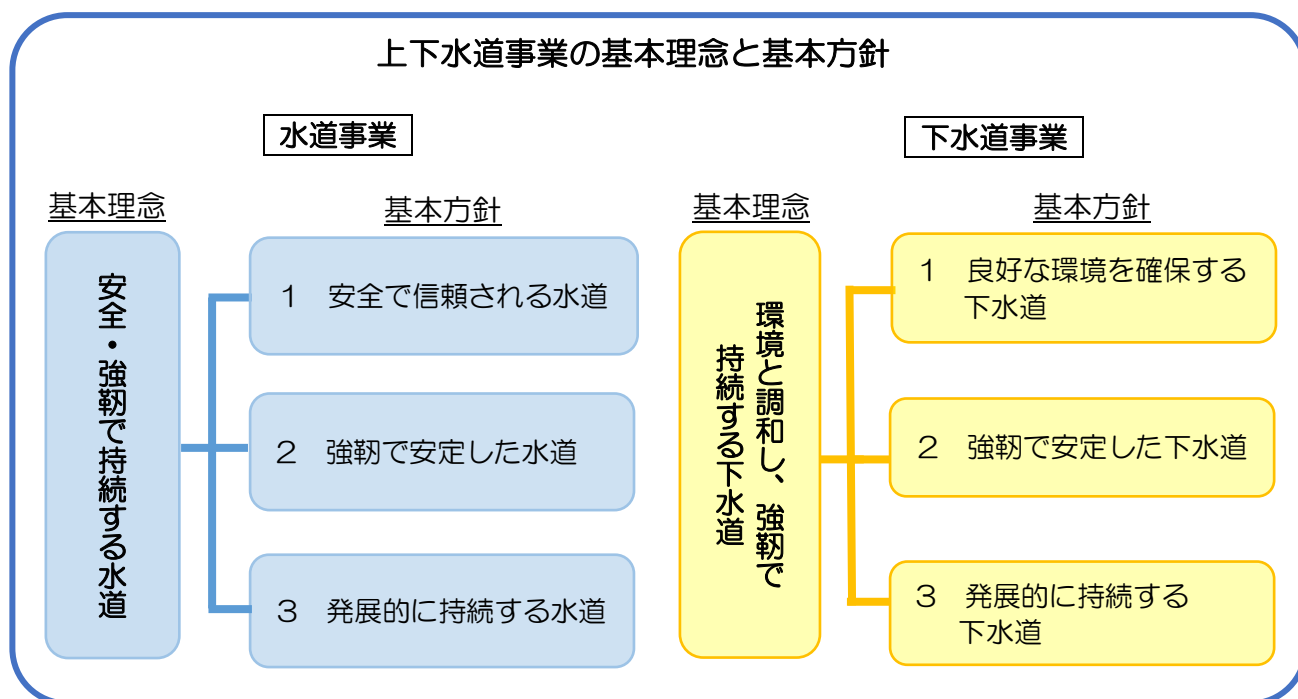 上下水道事業の基本理念と基本方針
水道事業
基本理念
基本方針
安全・強靭で持続する水道
１　安全で信頼される水道
２　強靭で安定した水道
３　発展的に持続する水道
下水道事業
基本理念
基本方針
環境と調和し、強靭で
持続する下水道
１　良好な環境を確保する
下水道
２　強靭で安定した下水道
３　発展的に持続する
下水道